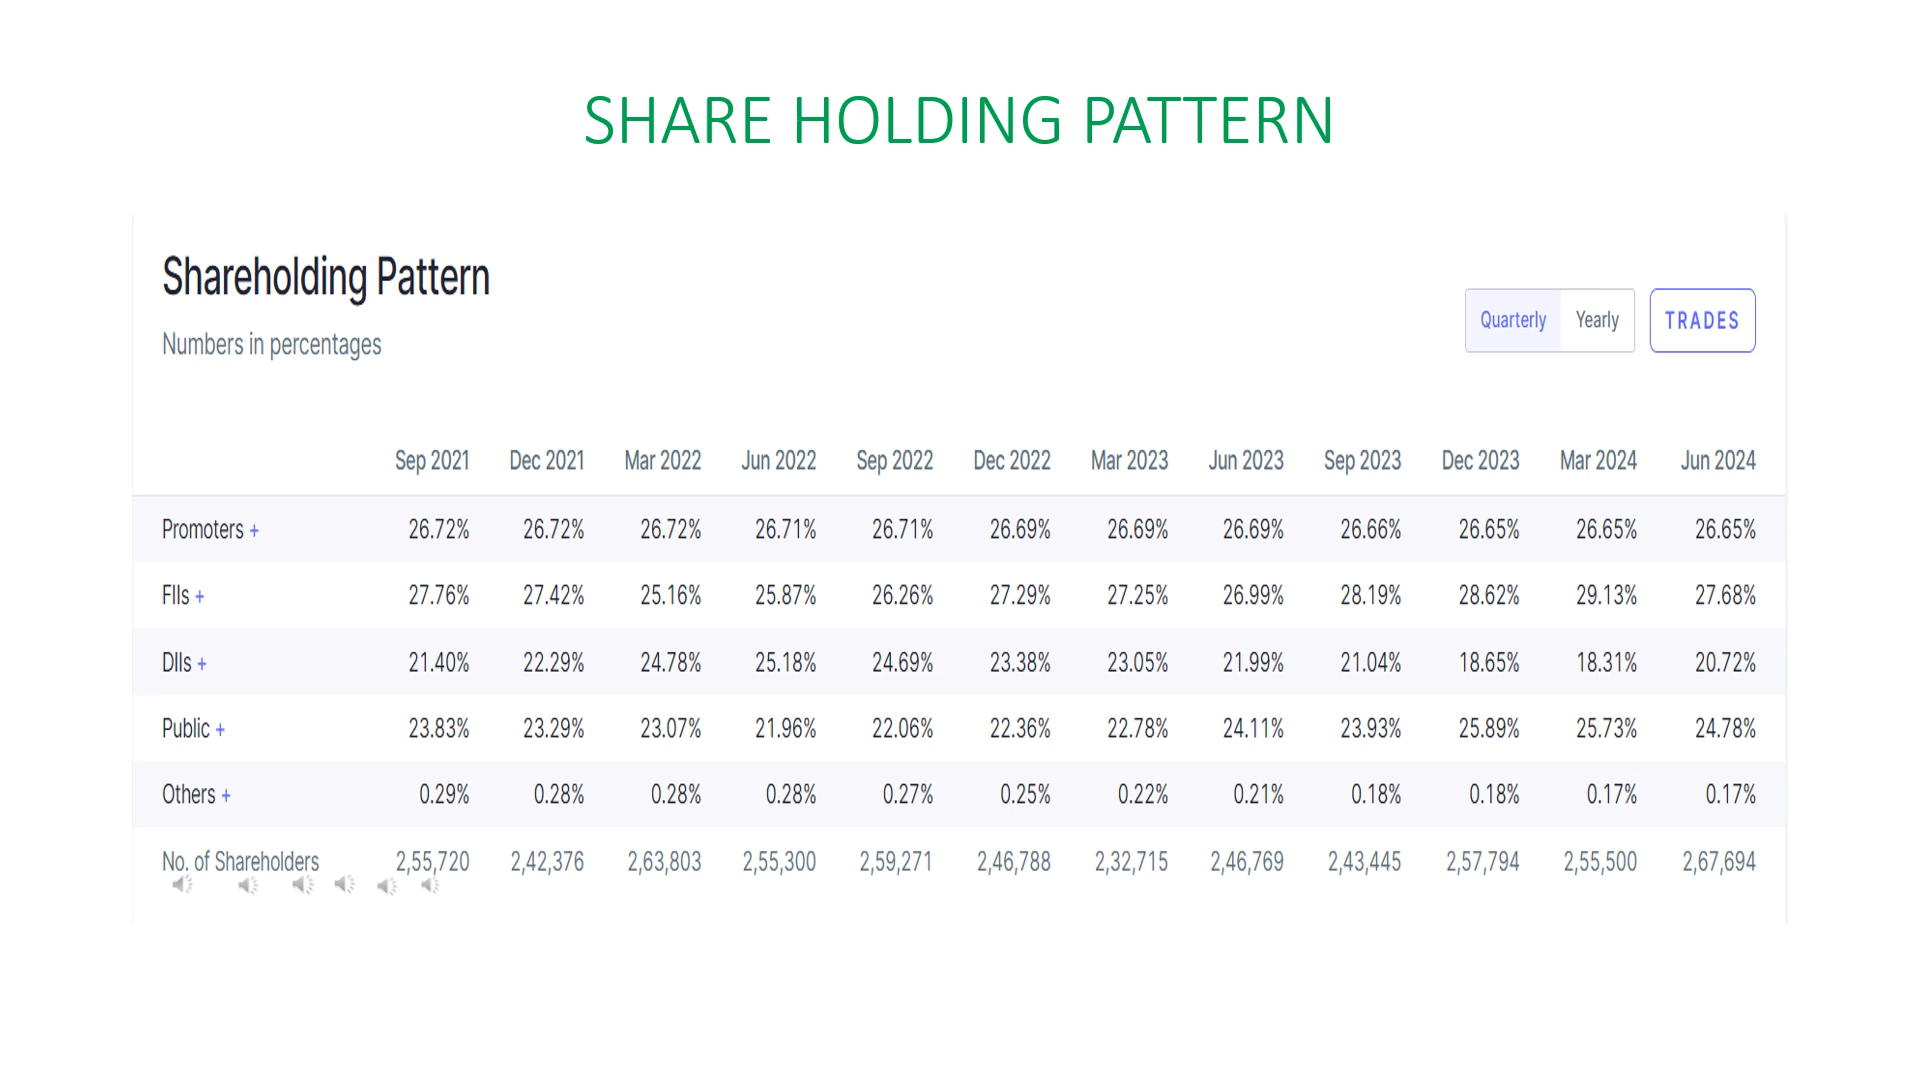 SHARE HOLDING PATTERN
Shareholding Pattern
Numbers in percentages
Quarterly Yearly TRADES
Sep 2021 Dec 2021 Mar 2022 Jun 2022 Sep 2022 Dec 2022 Mar 2023 Jun 2023 Sep 2023 Dec 2023 Mar 2024 Jun 2024
Promoters + 26.72% 26.72% 26.72% 26.71% 26.71% 26.69% 26.69% 26.69% 26.66% 26.65% 26.65% 26.65%
FIIs + 27.76% 27.42% 25.16% 25.87% 26.26% 27.29% 27.25% 26.99% 28.19% 28.62% 29.13% 27.68%
DIIs + 21.40% 22.29% 24.78% 25.18% 24.69% 23.38% 23.05% 21.99% 21.04% 18.65% 18.31% 20.72%
Public + 23.83% 23.29% 23.07% 21.96% 22.06% 22.36% 22.78% 24.11% 23.93% 25.89% 25.73% 24.78%
Others + 0.29% 0.28% 0.28% 0.28% 0.27% 0.25% 0.22% 0.21% 0.18% 0.18% 0.17% 0.17%
No. of Shareholders 2,55,720 2,42,376 2,63,803 2,55,300 2,59,271 2,46,788 2,32,715 2,46,769 2,43,445 2,57,794 2,55,500 2,67,694